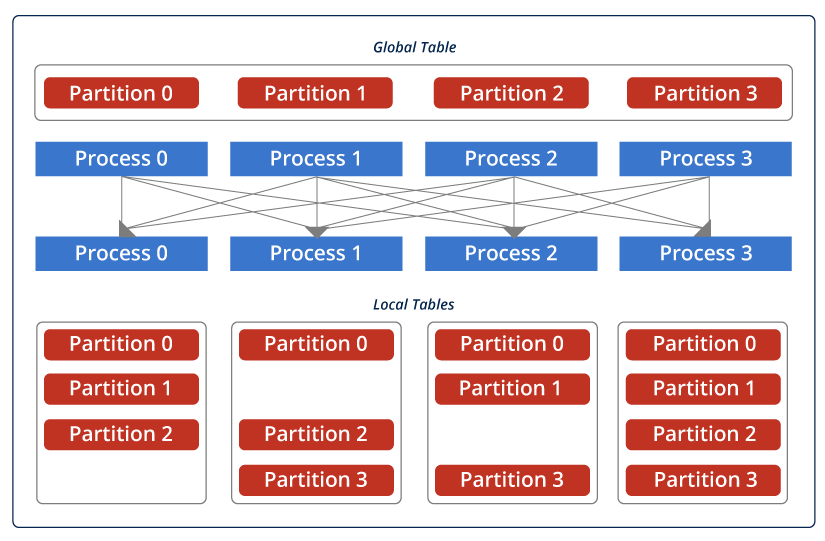 Global Table
Partition 0 Partition 1 Partition 2 Partition 3
Process 0 Process 1 Process 2 Process 3
Process 0 Process 1 Process 2 Process 3
Local Tables
Partition 0 Partition 0 Partition 0 Partition 0
Partition 1 Partition 1 Partition 1
Partition 2 Partition 2 Partition 2
Partition 3 Partition 3 Partition 3